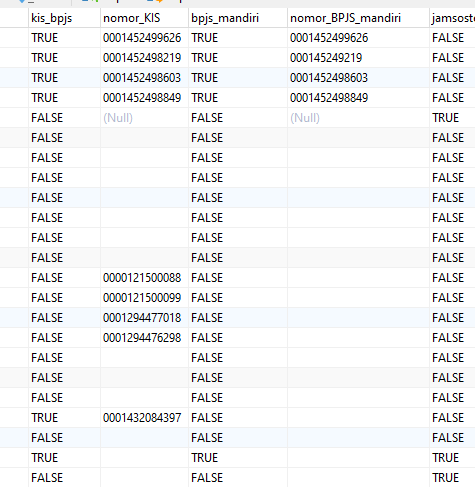 kis_bpjs nomor_KIS bpjs_mandiri nomor_BPJS_mandiri jamsoste
TRUE 0001452499626 TRUE 0001452499626 FALSE
TRUE 0001452498219 TRUE 000145249219 FALSE
TRUE 0001452498603 TRUE 0001452498603 FALSE
TRUE 0001452498849 TRUE 0001452498849 FALSE
FALSE (Null) FALSE (Null) TRUE
FALSE FALSE FALSE
FALSE FALSE FALSE
FALSE FALSE FALSE
FALSE FALSE FALSE
FALSE FALSE FALSE
FALSE FALSE FALSE
FALSE FALSE FALSE
FALSE 0000121500088 FALSE FALSE
FALSE 0000121500099 FALSE FALSE
FALSE 0001294477018 FALSE FALSE
FALSE 0001294476298 FALSE FALSE
FALSE FALSE FALSE
FALSE FALSE FALSE
FALSE FALSE FALSE
TRUE 0001432084397 FALSE FALSE
FALSE FALSE FALSE
TRUE TRUE TRUE
FALSE FALSE TRUE